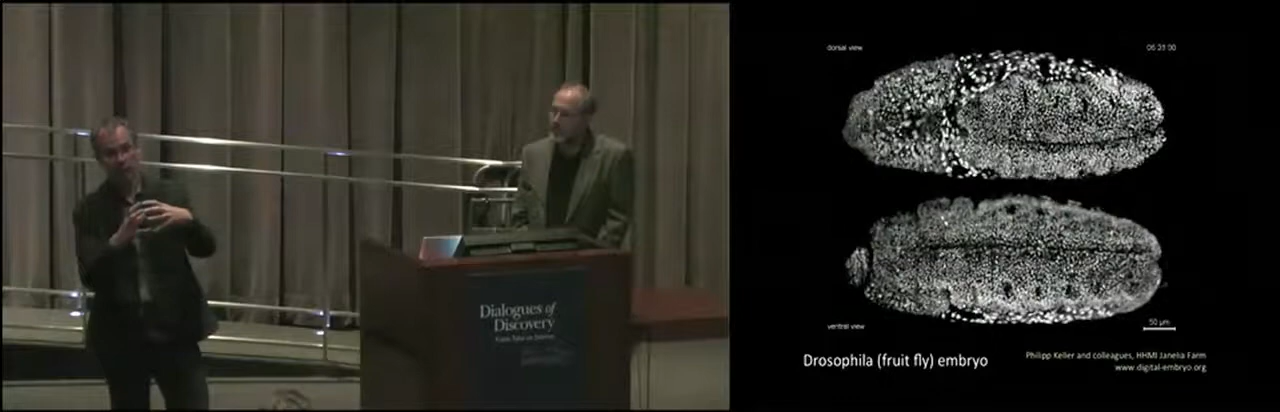 Dialogues of
Discovery
dorsal view
06:23:00
ventral view
50 µm
Drosophila (fruit fly) embryo
Philipp Keller and colleagues, HHMI Janelia Farm
www.digital-embryo.org